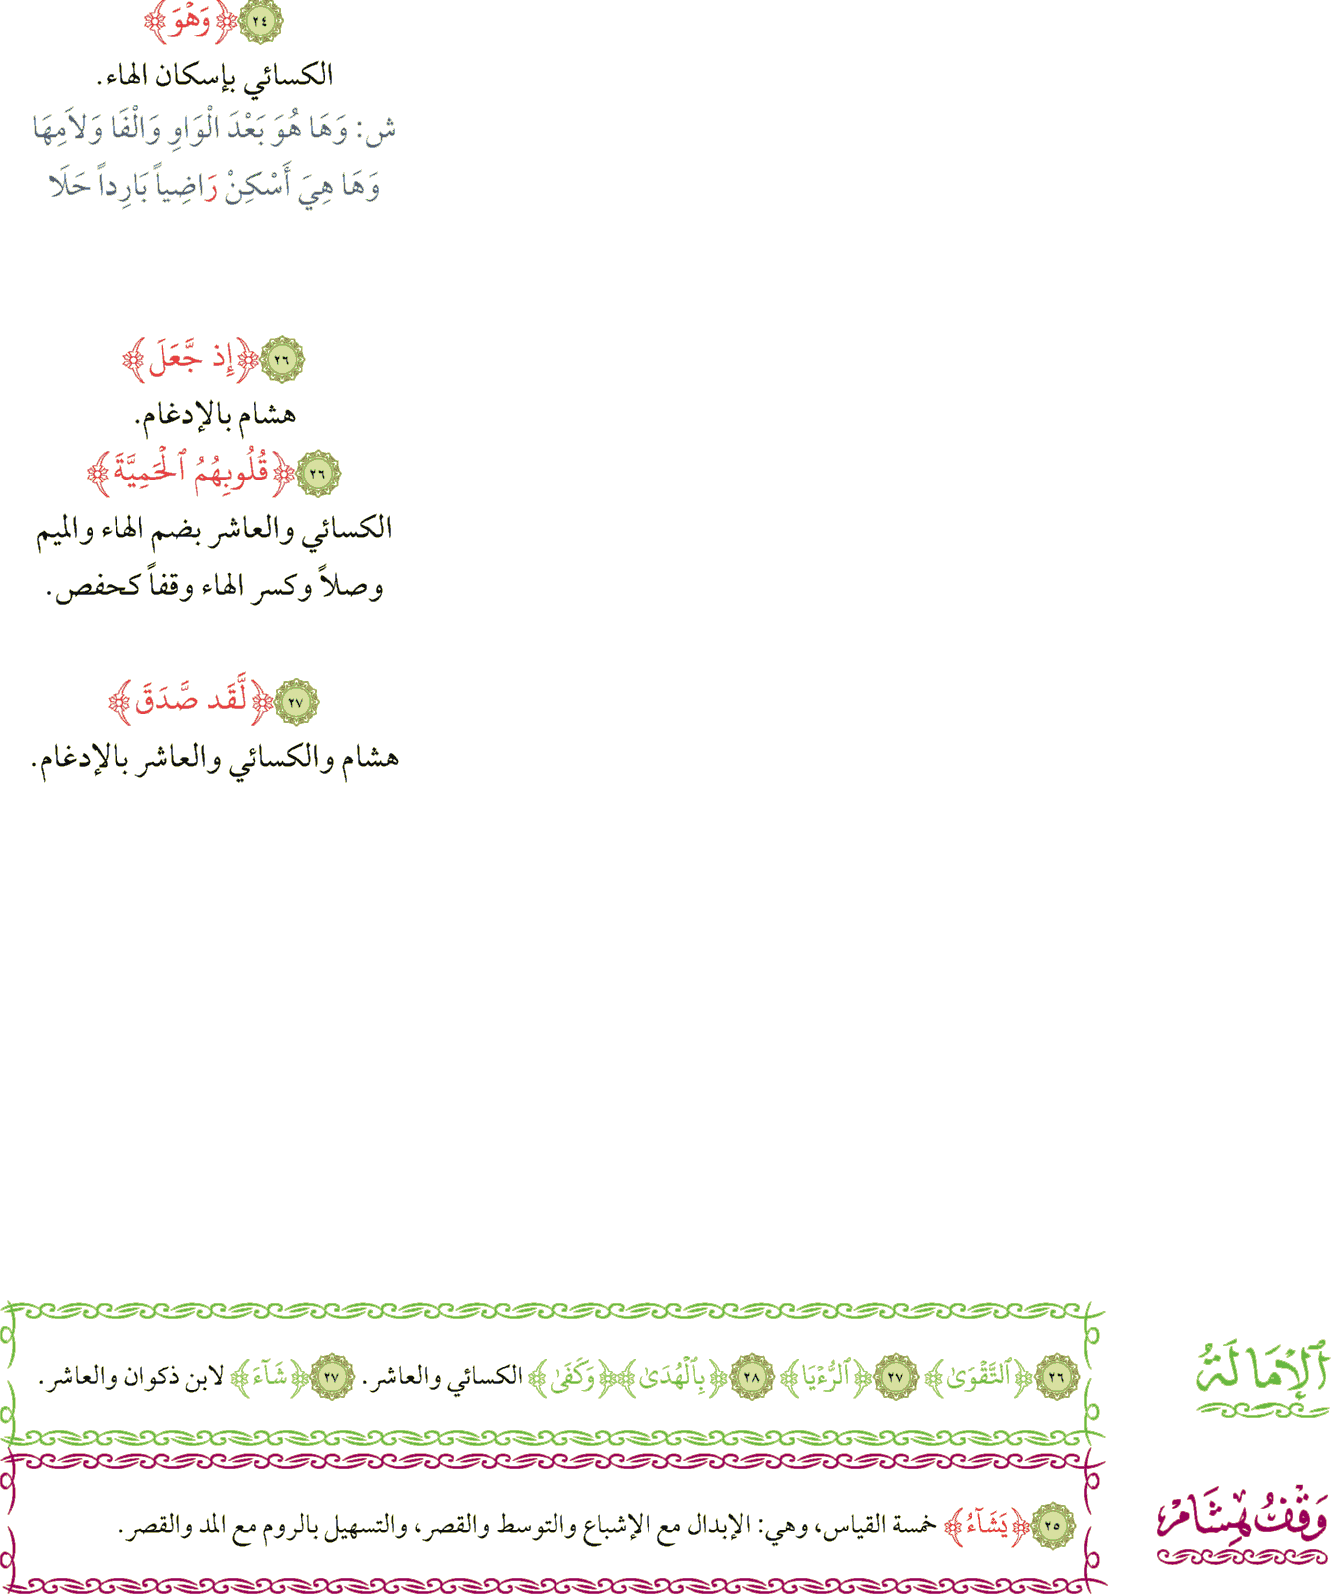 ٢٤ ﴿وَهْوَ﴾
الكسائي بإسكان الهاء.
ش: وَهَا هُوَ بَعْدَ الْوَاوِ وَالْفَا وَلاَمِهَا
وَهَا هِيَ أَسْكِنْ رَاضِياً بَارِداً حَلَا
٢٦ ﴿إِذ جَّعَلَ﴾
هشام بالإدغام.
٢٦ ﴿قُلُوبِهُمُ ٱلْحَمِيَّةَ﴾
الكسائي والعاشر بضم الهاء والميم
وصلاً وكسر الهاء وقفاً كحفص.
٢٧ ﴿لَّقَد صَّدَقَ﴾
هشام والكسائي والعاشر بالإدغام.
ٱلْإِمَالَةُ
٢٦ ﴿ٱلتَّقْوَىٰ﴾ ٢٧ ﴿ٱلرُّءْيَا﴾ ٢٨ ﴿بِٱلْهُدَىٰ﴾ ﴿وَكَفَىٰ﴾ الكسائي والعاشر. ٢٧ ﴿شَآءَ﴾ لابن ذكوان والعاشر.
وَقْفُ هِشَامْ
٢٥ ﴿يَشَآءُ﴾ خمسة القياس، وهي: الإبدال مع الإشباع والتوسط والقصر، والتسهيل بالروم مع المد والقصر.